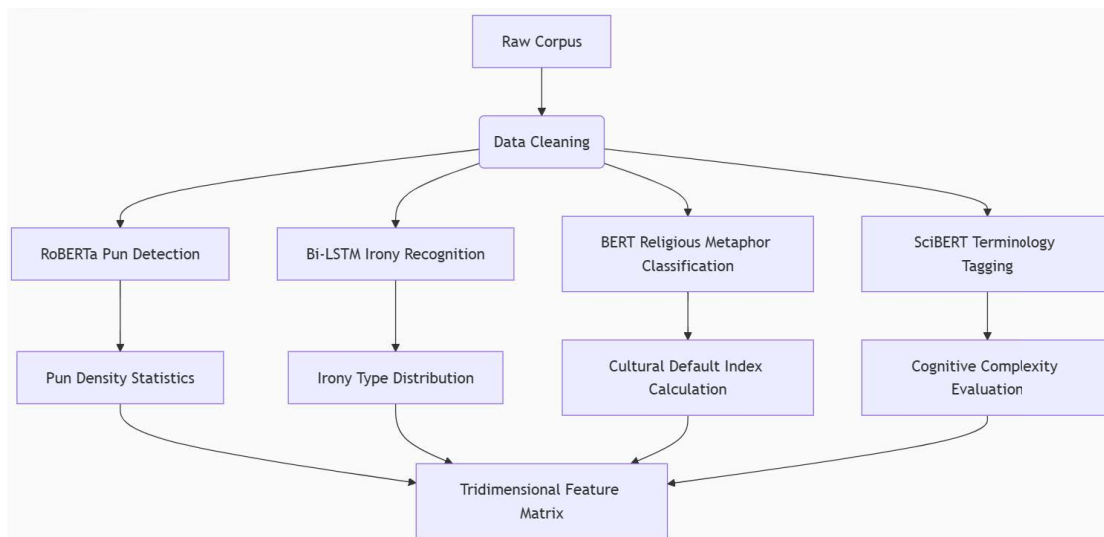 Raw Corpus
Data Cleaning
RoBERTa Pun Detection
Bi-LSTM Irony Recognition
BERT Religious Metaphor
Classification
SciBERT Terminology
Tagging
Pun Density Statistics
Irony Type Distribution
Cultural Default Index
Calculation
Cognitive Complexity
Evaluation
Tridimensional Feature
Matrix